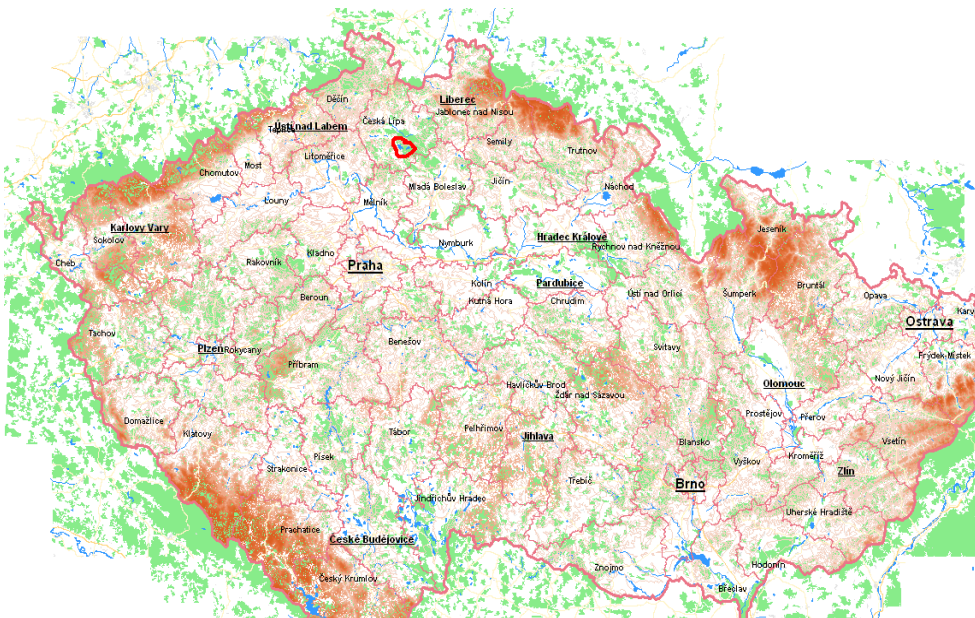 Děčín
Liberec
Jablonec nad Nisou
Česká Lípa
Ústí nad Labem
Semily
Trutnov
Litoměřice
Most
Chomutov
Jičín
Mladá Boleslav
Náchod
Louny
Mělník
Karlovy Vary
Sokolov
Jeseník
Hradec Králové
Nymburk
Rychnov nad Kněžnou
Kladno
Cheb
Rakovník
Praha
Kolín
Pardubice
Bruntál
Šumperk
Ústí nad Orlicí
Opava
Beroun
Kutná Hora
Chrudim
Karv
Ostrava
Tachov
Benešov
Plzeň
Rokycany
Svitavy
Frýdek-Místek
Příbram
Nový Jičín
Havlíčkův Brod
Olomouc
Žďár nad Sázavou
Prostějov
Přerov
Domažlice
Klatovy
Tábor
Pelhřimov
Jihlava
Blansko
Vsetín
Písek
Kroměříž
Vyškov
Strakonice
Zlín
Třebíč
Brno
Jindřichův Hradec
Uherské Hradiště
Prachatice
České Budějovice
Hodonín
Znojmo
Český Krumlov
Břeclav